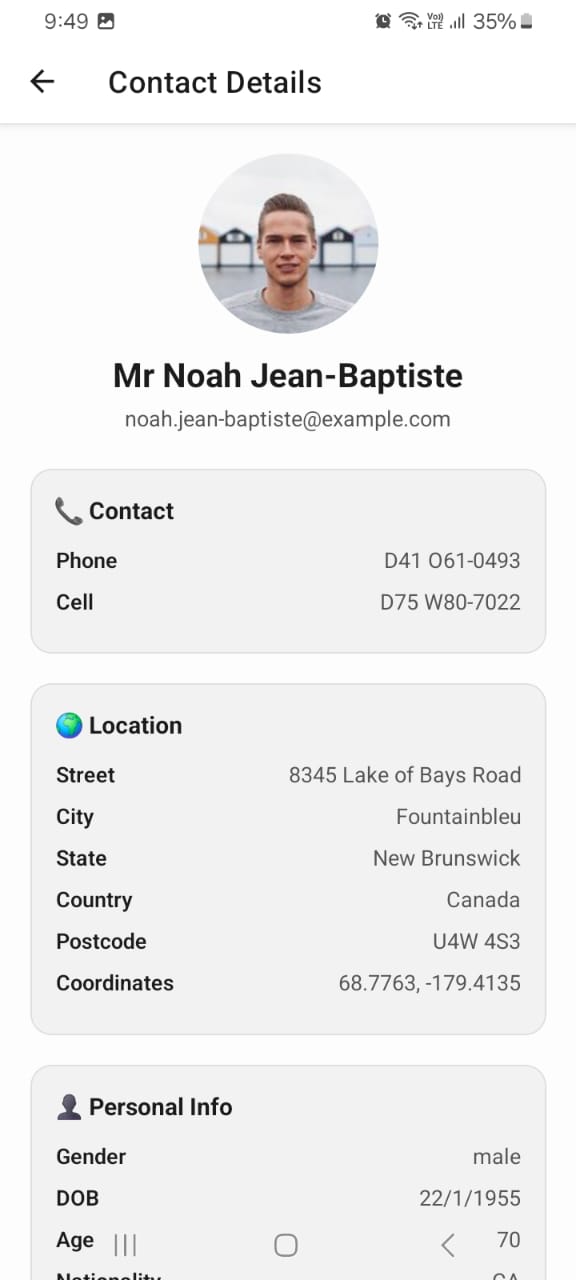 9:49 Vo) LTE 35%
Contact Details
Mr Noah Jean-Baptiste
noah.jean-baptiste@example.com
Contact
Phone D41 O61-0493
Cell D75 W80-7022
Location
Street 8345 Lake of Bays Road
City Fountainbleu
State New Brunswick
Country Canada
Postcode U4W 4S3
Coordinates 68.7763, -179.4135
Personal Info
Gender male
DOB 22/1/1955
Age 70
Nationality CA